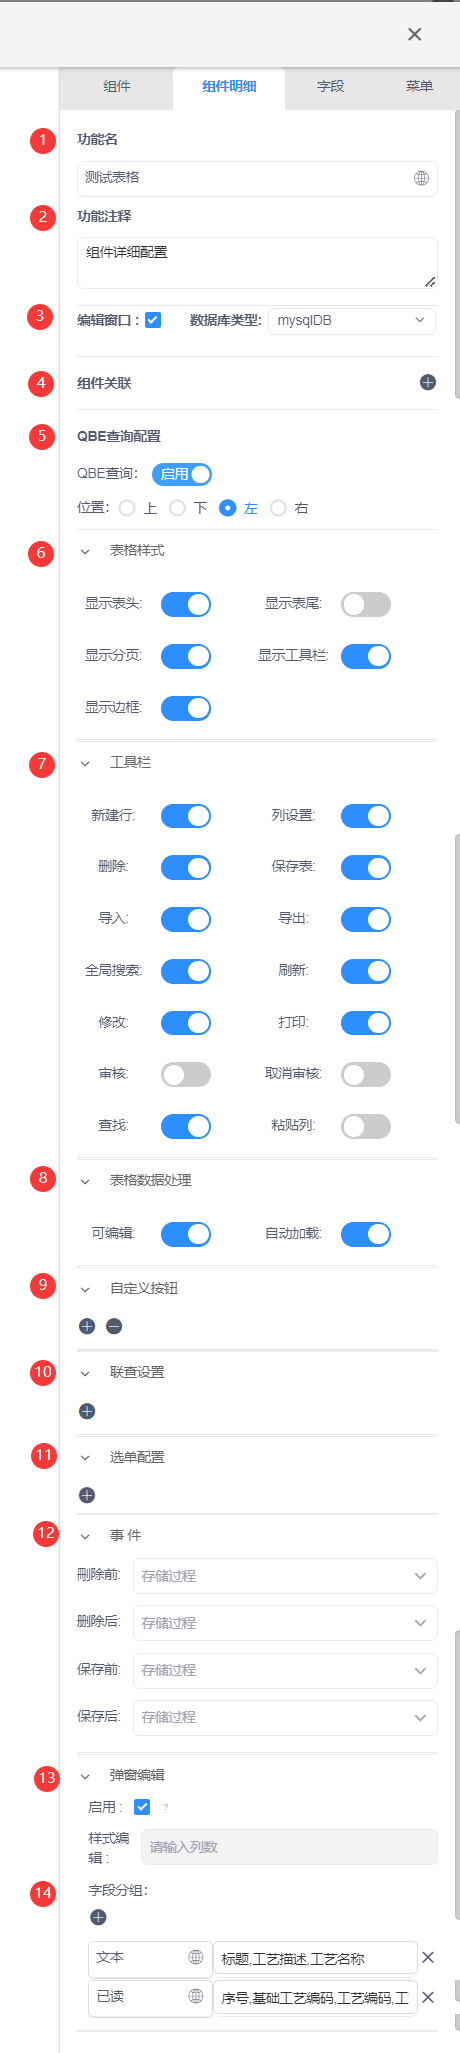 组件 组件明细 字段 菜单
1 功能名
测试表格
2 功能注释
组件详细配置
3 编辑窗口： 数据库类型: mysqlDB
4 组件关联
5 QBE查询配置
QBE查询： 启用
位置： 上 下 左 右
6 表格样式
显示表头: 显示表尾:
显示分页: 显示工具栏:
显示边框:
7 工具栏
新建行: 列设置:
删除: 保存表:
导入: 导出:
全局搜索: 刷新:
修改: 打印:
审核: 取消审核:
查找: 粘贴列:
8 表格数据处理
可编辑: 自动加载:
9 自定义按钮
10 联查设置
11 选单配置
12 事 件
刪除前: 存储过程
删除后: 存储过程
保存前: 存储过程
保存后: 存储过程
13 弹窗编辑
启用： ?
样式编
辑： 请输入列数
14 字段分组：
文本 标题,工艺描述,工艺名称
已读 序号,基础工艺编码,工艺编码,工